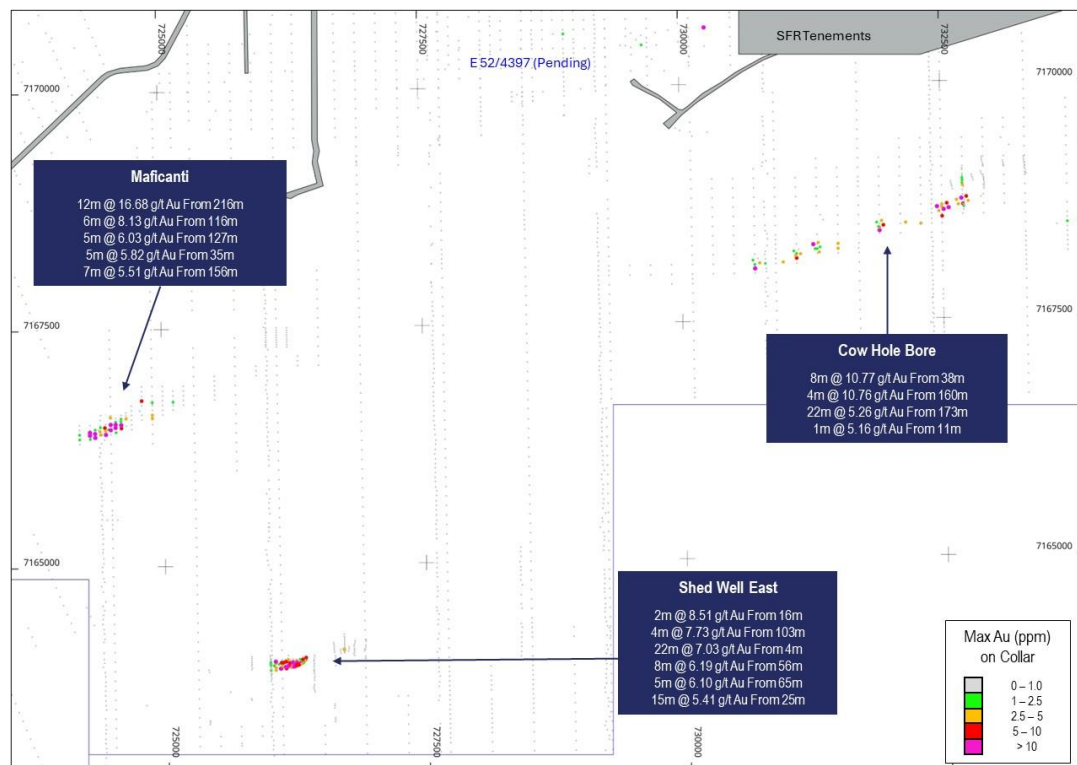 725000
727500
730000
732500
SFR Tenements
E 52/4397 (Pending)
7170000
7170000
Maficanti
12m @ 16.68 g/t Au From 216m
6m @ 8.13 g/t Au From 116m
5m @ 6.03 g/t Au From 127m
5m @ 5.82 g/t Au From 35m
7m @ 5.51 g/t Au From 156m
7167500
7167500
Cow Hole Bore
8m @ 10.77 g/t Au From 38m
4m @ 10.76 g/t Au From 160m
22m @ 5.26 g/t Au From 173m
1m @ 5.16 g/t Au From 11m
7165000
7165000
Shed Well East
2m @ 8.51 g/t Au From 16m
4m @ 7.73 g/t Au From 103m
22m @ 7.03 g/t Au From 4m
8m @ 6.19 g/t Au From 56m
5m @ 6.10 g/t Au From 65m
15m @ 5.41 g/t Au From 25m
Max Au (ppm)
on Collar
0 – 1.0
1 – 2.5
2.5 – 5
5 – 10
> 10
725000
727500
730000